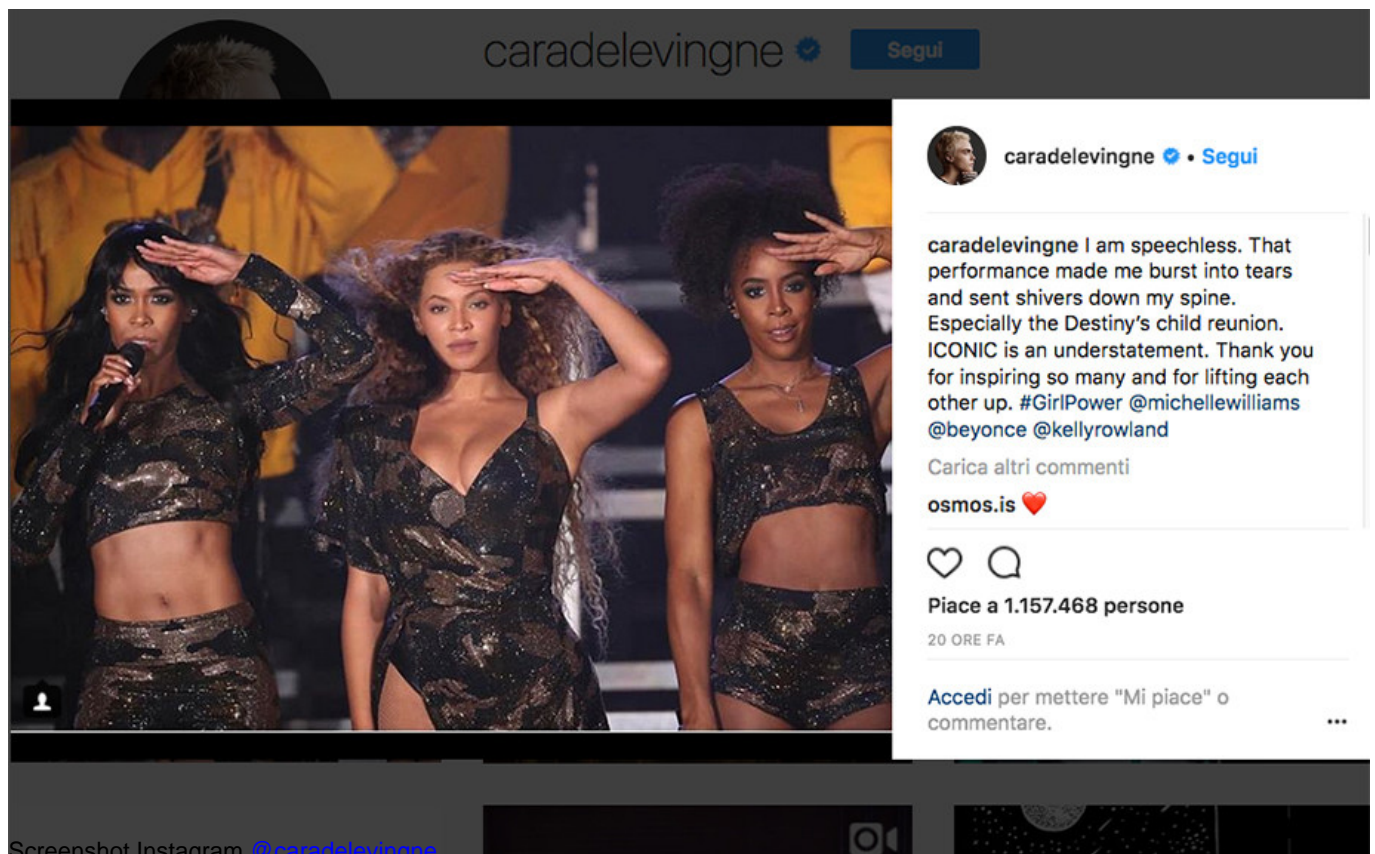 caradelevingne Segui
caradelevingne • Segui
caradelevingne I am speechless. That
performance made me burst into tears
and sent shivers down my spine.
Especially the Destiny’s child reunion.
ICONIC is an understatement. Thank you
for inspiring so many and for lifting each
other up. #GirlPower @michellewilliams
@beyonce @kellyrowland
Carica altri commenti
osmos.is ❤️
Piace a 1.157.468 persone
20 ORE FA
Accedi per mettere "Mi piace" o
commentare.
Screenshot Instagram @caradelevingne